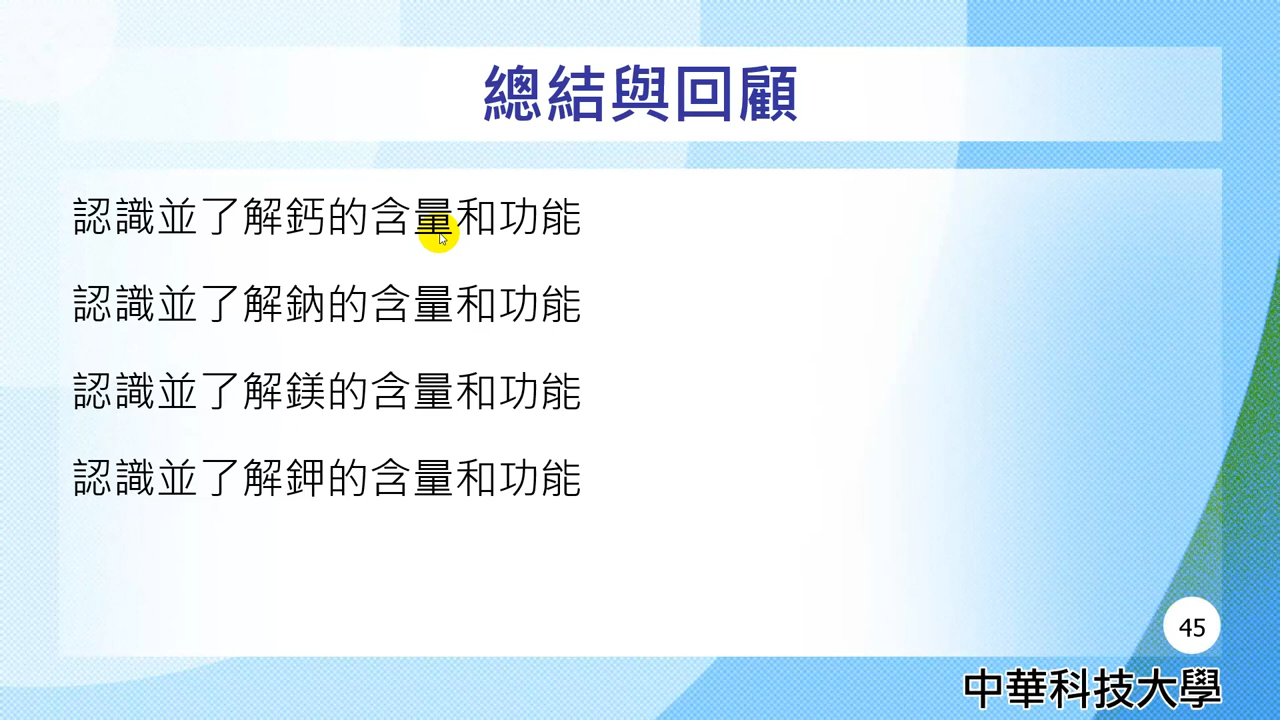 總結與回顧
認識並了解鈣的含量和功能
認識並了解鈉的含量和功能
認識並了解鎂的含量和功能
認識並了解鉀的含量和功能
45
中華科技大學